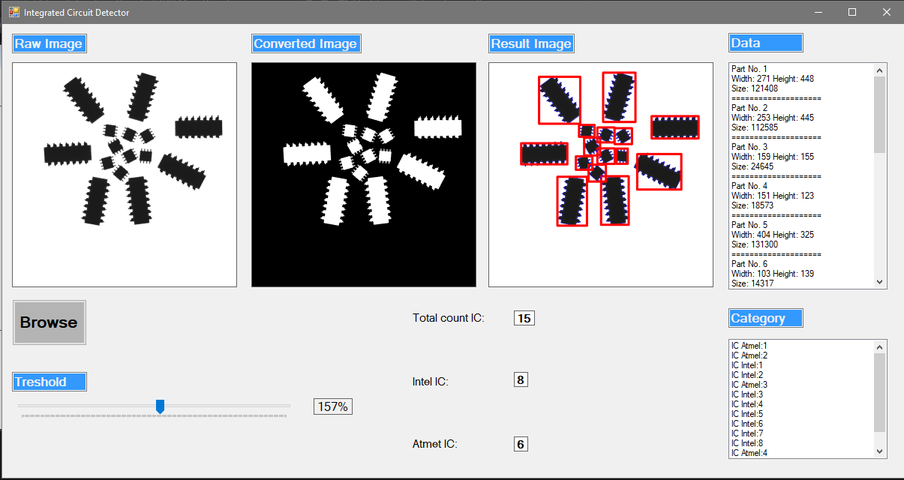 Integrated Circuit Detector
Raw Image
Converted Image
Result Image
Data
Part No. 1
Width: 271 Height: 448
Size: 121408
====================
Part No. 2
Width: 253 Height: 445
Size: 112585
====================
Part No. 3
Width: 159 Height: 155
Size: 24645
====================
Part No. 4
Width: 151 Height: 123
Size: 18573
====================
Part No. 5
Width: 404 Height: 325
Size: 131300
====================
Part No. 6
Width: 103 Height: 139
Size: 14317
Browse
Total count IC: 15
Category
IC Atmel:1
IC Atmel:2
IC Intel:1
IC Intel:2
IC Atmel:3
IC Intel:3
IC Intel:4
IC Intel:5
IC Intel:6
IC Intel:7
IC Intel:8
IC Atmel:4
Treshold
157%
Intel IC: 8
Atmet IC: 6